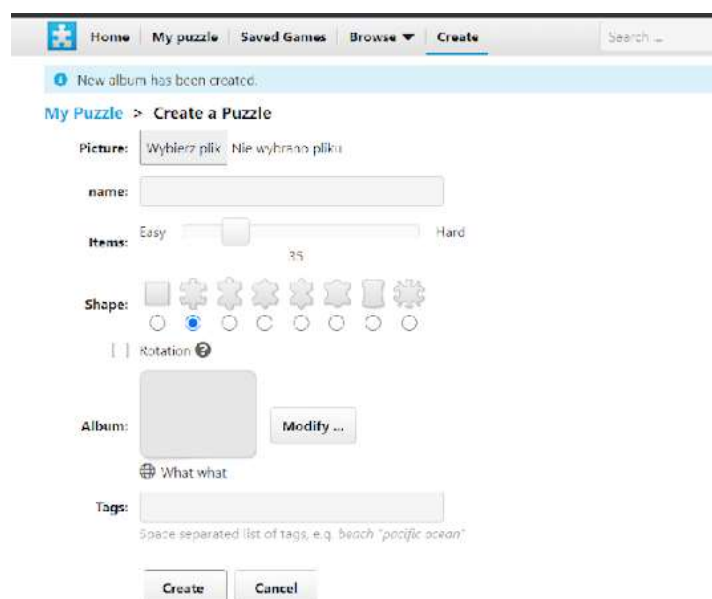 Home My puzzle Saved Games Browse Create Search ...
New album has been created.
My Puzzle > Create a Puzzle
Picture: Wybierz plik Nie wybrano pliku
name:
Items: Easy Hard
35
Shape:
Rotation ?
Album: Modify ...
What what
Tags:
Space separated list of tags, e.g. beach "pacific ocean"
Create Cancel